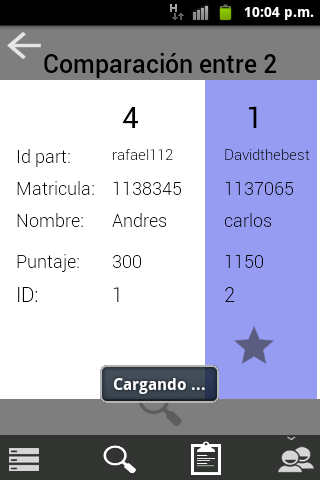 H 10:04 p.m.
Comparación entre 2
4 1
Id part: rafael112 Davidthebest
Matricula: 1138345 1137065
Nombre: Andres carlos
Puntaje: 300 1150
ID: 1 2
Cargando ...